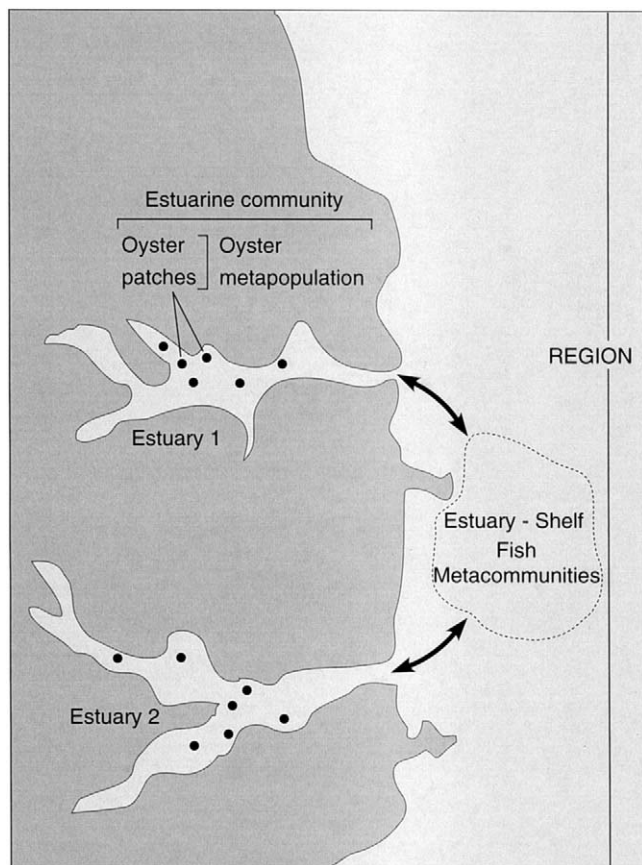 Estuarine community
Oyster patches
Oyster metapopulation
REGION
Estuary 1
Estuary - Shelf
Fish
Metacommunities
Estuary 2